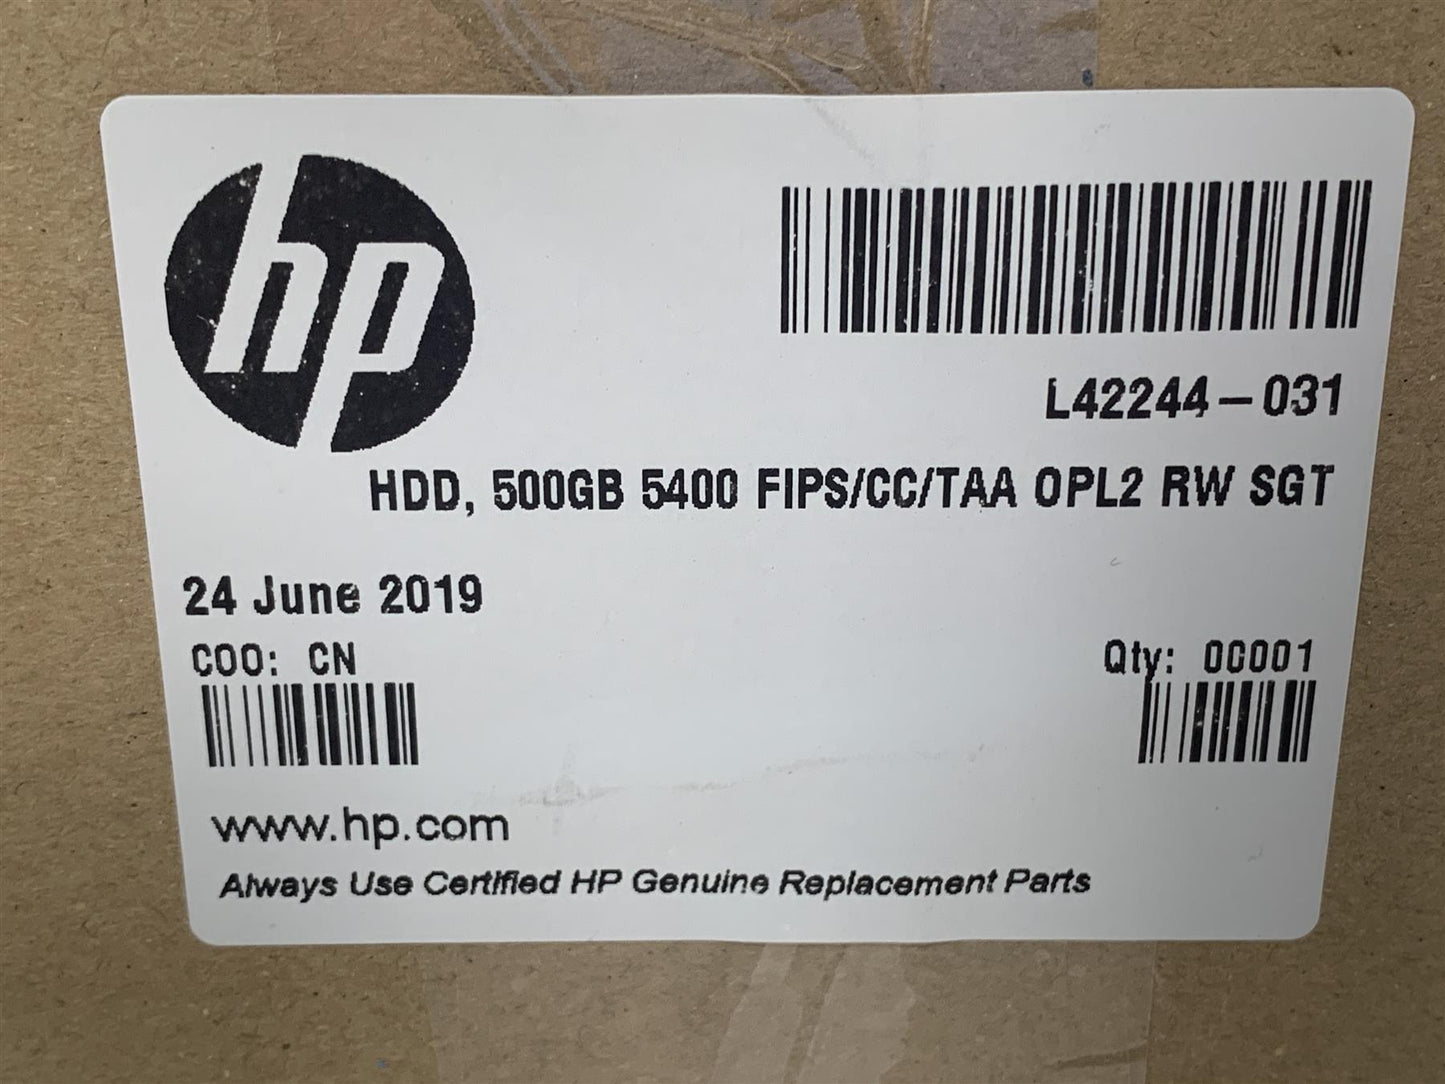 hp
L42244-031
HDD, 500GB 5400 FIPS/CC/TAA OPL2 RW SGT
24 June 2019
COO: CN
Qty: 00001
www.hp.com
Always Use Certified HP Genuine Replacement Parts